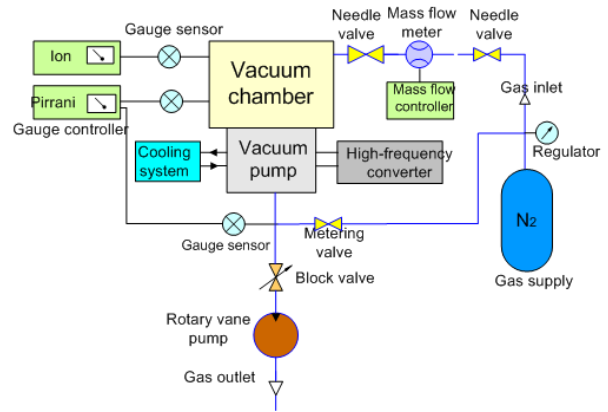 Gauge sensor
Needle
valve
Mass flow
meter
Needle
valve
Ion
Pirrani
Gauge controller
Vacuum
chamber
Mass flow
controller
Gas inlet
Regulator
Cooling
system
Vacuum
pump
High-frequency
converter
Gauge sensor
Metering
valve
N2
Gas supply
Block valve
Rotary vane
pump
Gas outlet